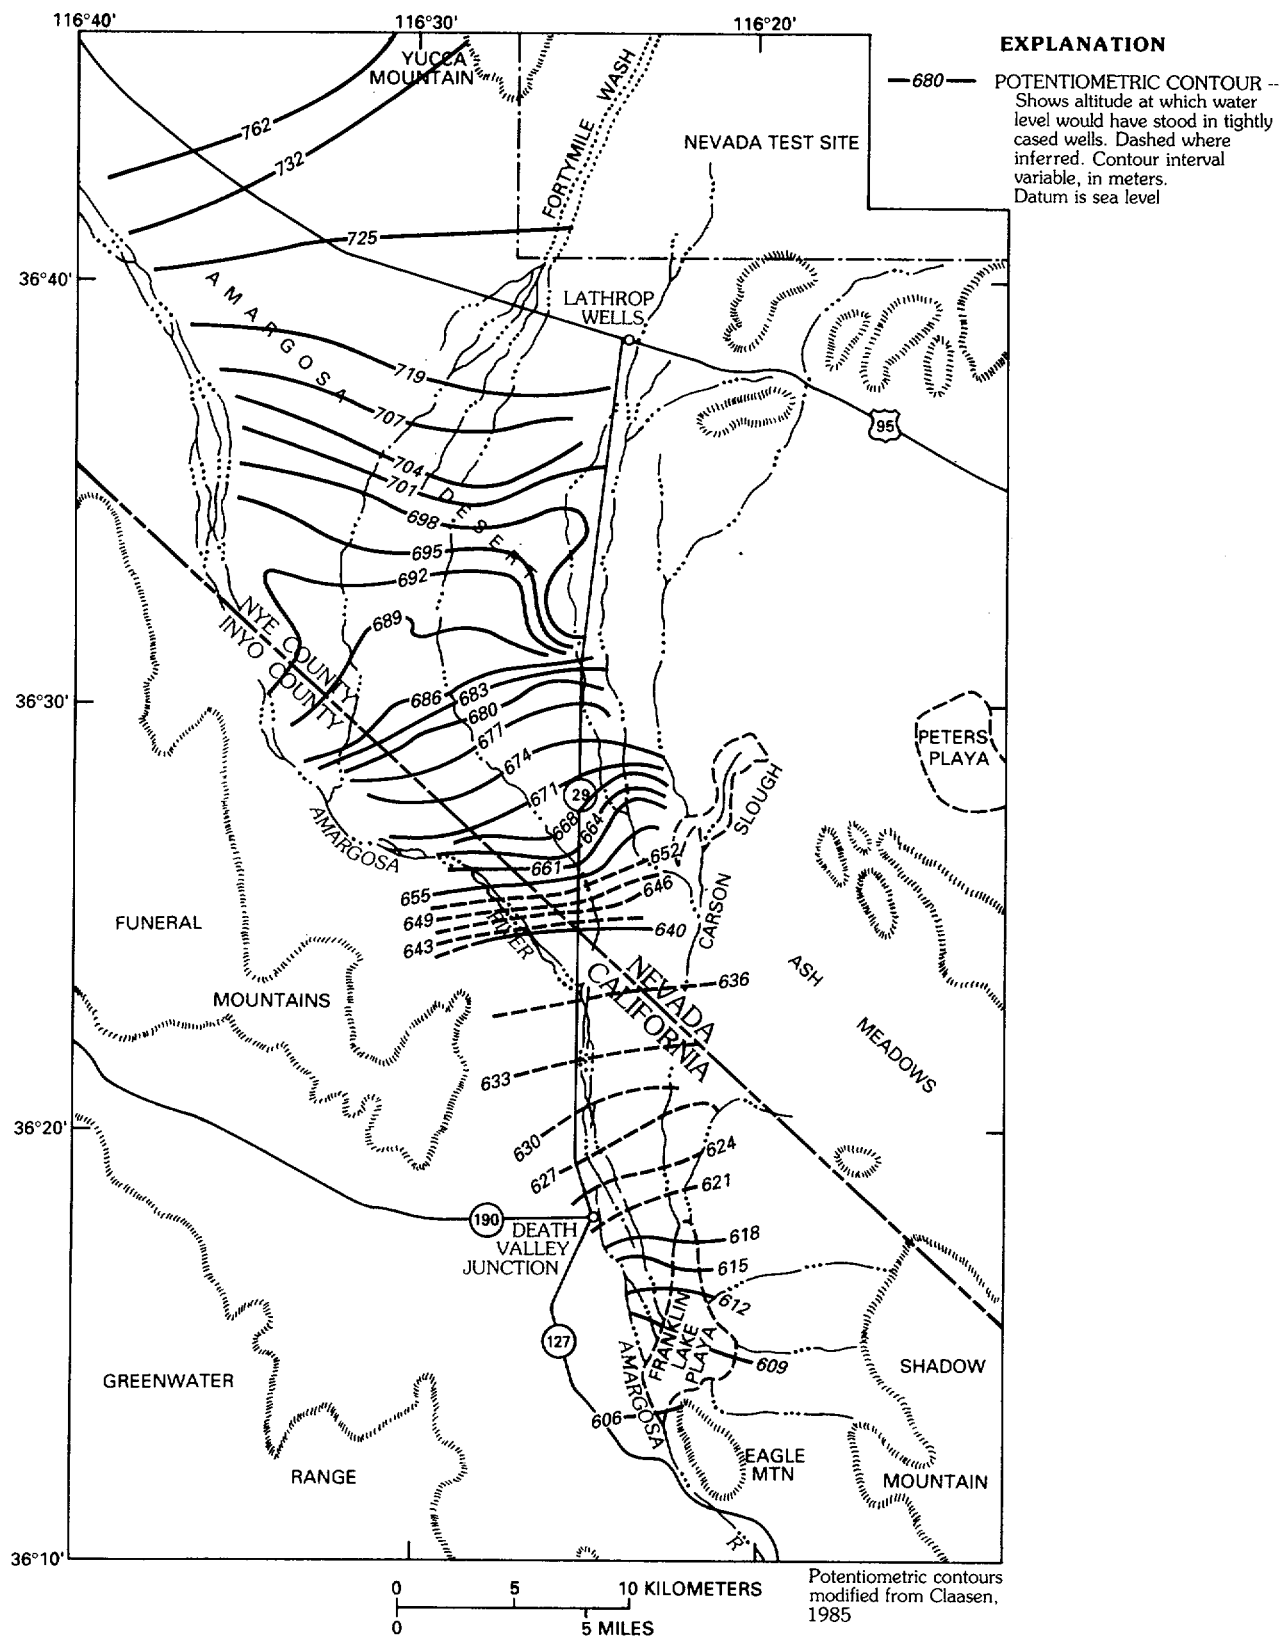 116°40'
116°30'
116°20'
EXPLANATION
680
POTENTIOMETRIC CONTOUR --
Shows altitude at which water
level would have stood in tightly
cased wells. Dashed where
inferred. Contour interval
variable, in meters.
Datum is sea level
YUCCA
MOUNTAIN
FORTYMILE WASH
NEVADA TEST SITE
762
732
725
36°40'
AMARGOSA
DESERT
LATHROP
WELLS
95
719
707
704
701
698
695
692
689
NYE COUNTY
INYO COUNTY
36°30'
686
683
680
677
674
671
29
668
664
661
652
655
646
649
643
640
PETERS
PLAYA
SLOUGH
CARSON
AMARGOSA
RIVER
FUNERAL
MOUNTAINS
ASH
MEADOWS
NEVADA
CALIFORNIA
636
633
36°20'
630
627
624
621
190
DEATH
VALLEY
JUNCTION
618
615
612
127
FRANKLIN
LAKE
PLAYA
609
AMARGOSA
606
GREENWATER
RANGE
SHADOW
MOUNTAIN
EAGLE
MTN
R
36°10'
0 5 10 KILOMETERS
0 5 MILES
Potentiometric contours
modified from Claasen,
1985